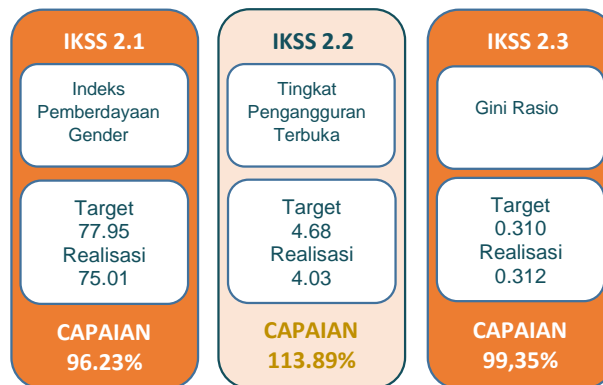 IKSS 2.1
Indeks
Pemberdayaan
Gender
Target
77.95
Realisasi
75.01
CAPAIAN
96.23%
IKSS 2.2
Tingkat
Pengangguran
Terbuka
Target
4.68
Realisasi
4.03
CAPAIAN
113.89%
IKSS 2.3
Gini Rasio
Target
0.310
Realisasi
0.312
CAPAIAN
99,35%